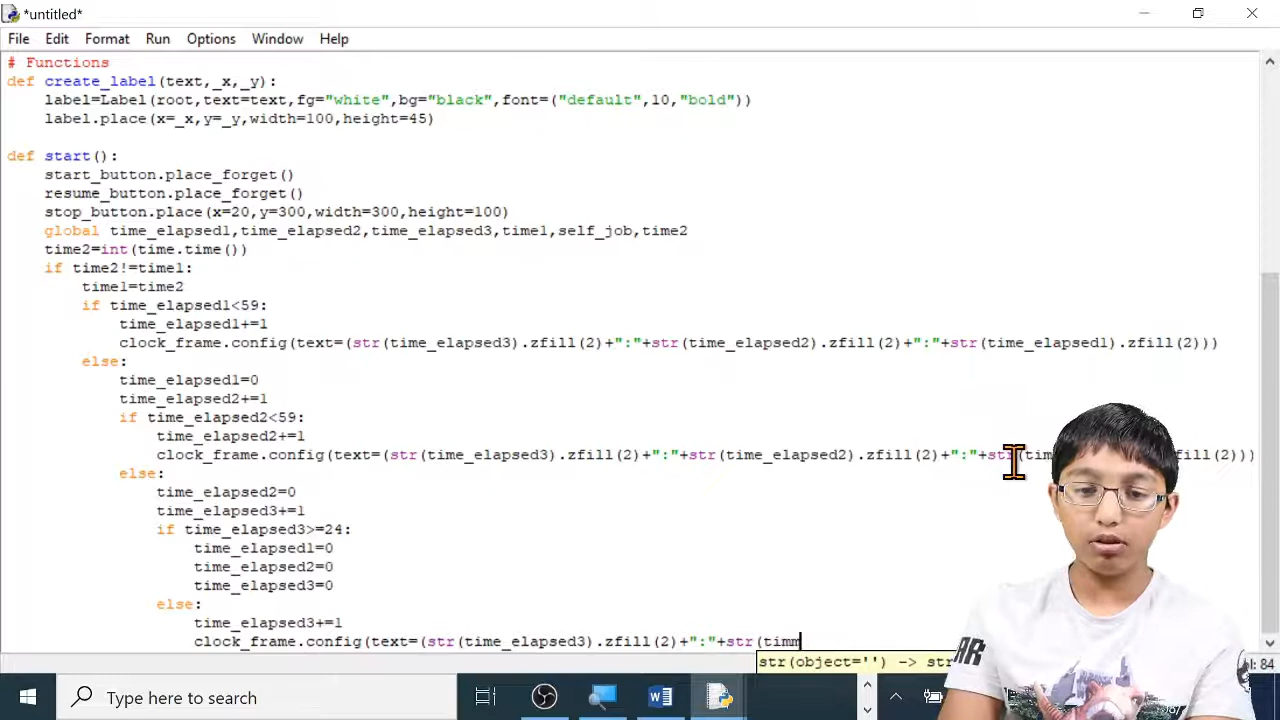 *untitled*
File Edit Format Run Options Window Help
# Functions
def create_label(text,_x,_y):
label=Label(root,text=text,fg="white",bg="black",font=("default",10,"bold"))
label.place(x=_x,y=_y,width=100,height=45)
def start():
start_button.place_forget()
resume_button.place_forget()
stop_button.place(x=20,y=300,width=300,height=100)
global time_elapsed1,time_elapsed2,time_elapsed3,time1,self_job,time2
time2=int(time.time())
if time2!=time1:
time1=time2
if time_elapsed1<59:
time_elapsed1+=1
clock_frame.config(text=(str(time_elapsed3).zfill(2)+":"+str(time_elapsed2).zfill(2)+":"+str(time_elapsed1).zfill(2)))
else:
time_elapsed1=0
time_elapsed2+=1
if time_elapsed2<59:
time_elapsed2+=1
clock_frame.config(text=(str(time_elapsed3).zfill(2)+":"+str(time_elapsed2).zfill(2)+":"+str(tim fill(2)))
else:
time_elapsed2=0
time_elapsed3+=1
if time_elapsed3>=24:
time_elapsed1=0
time_elapsed2=0
time_elapsed3=0
else:
time_elapsed3+=1
clock_frame.config(text=(str(time_elapsed3).zfill(2)+":"+str(timm
str(object='') -> str
: 84
Type here to search